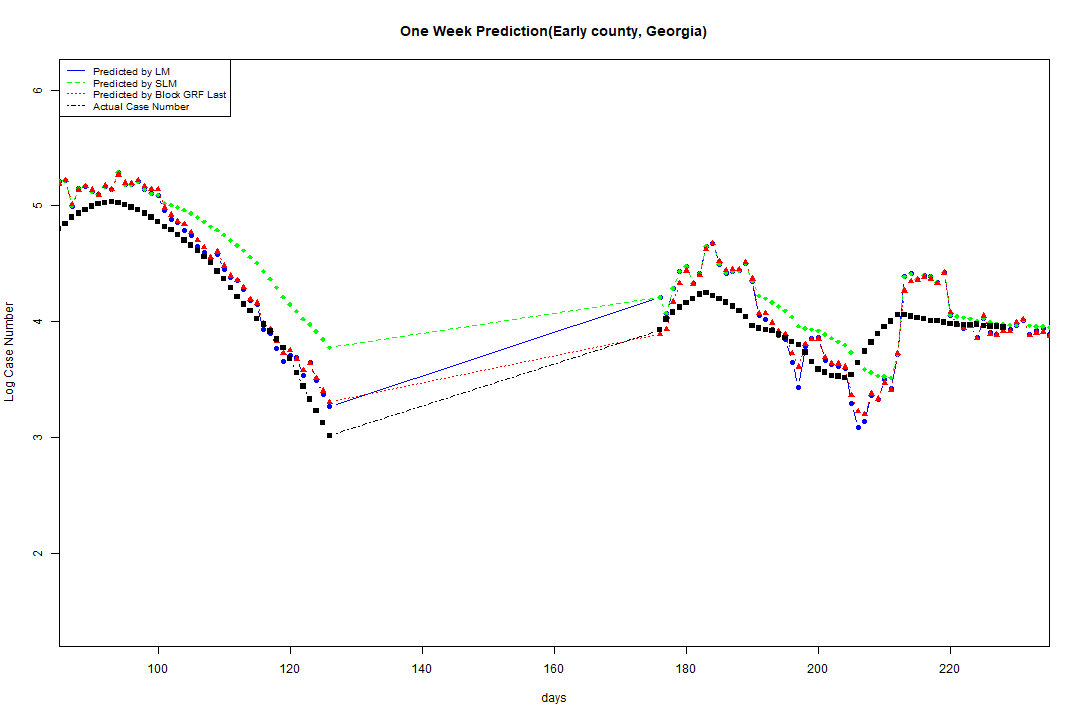 One Week Prediction(Early county, Georgia)
Predicted by LM
Predicted by SLM
Predicted by Block GRF Last
Actual Case Number
6
5
4
3
2
Log Case Number
100 120 140 160 180 200 220
days